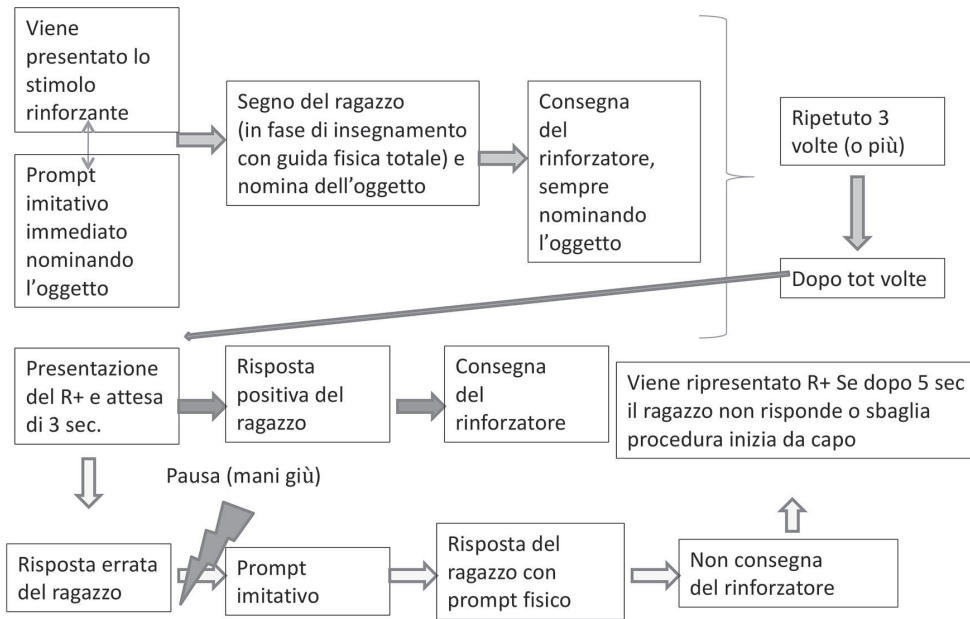 Viene
presentato lo
stimolo
rinforzante
Prompt
imitativo
immediato
nominando
l'oggetto
Segno del ragazzo
(in fase di insegnamento
con guida fisica totale) e
nomina dell'oggetto
Consegna
del
rinforzatore,
sempre
nominando
l'oggetto
Ripetuto 3
volte (o più)
Dopo tot volte
Presentazione
del R+ e attesa
di 3 sec.
Risposta
positiva del
ragazzo
Consegna
del
rinforzatore
Viene ripresentato R+ Se dopo 5 sec
il ragazzo non risponde o sbaglia
procedura inizia da capo
Pausa (mani giù)
Risposta errata
del ragazzo
Prompt
imitativo
Risposta del
ragazzo con
prompt fisico
Non consegna
del rinforzatore